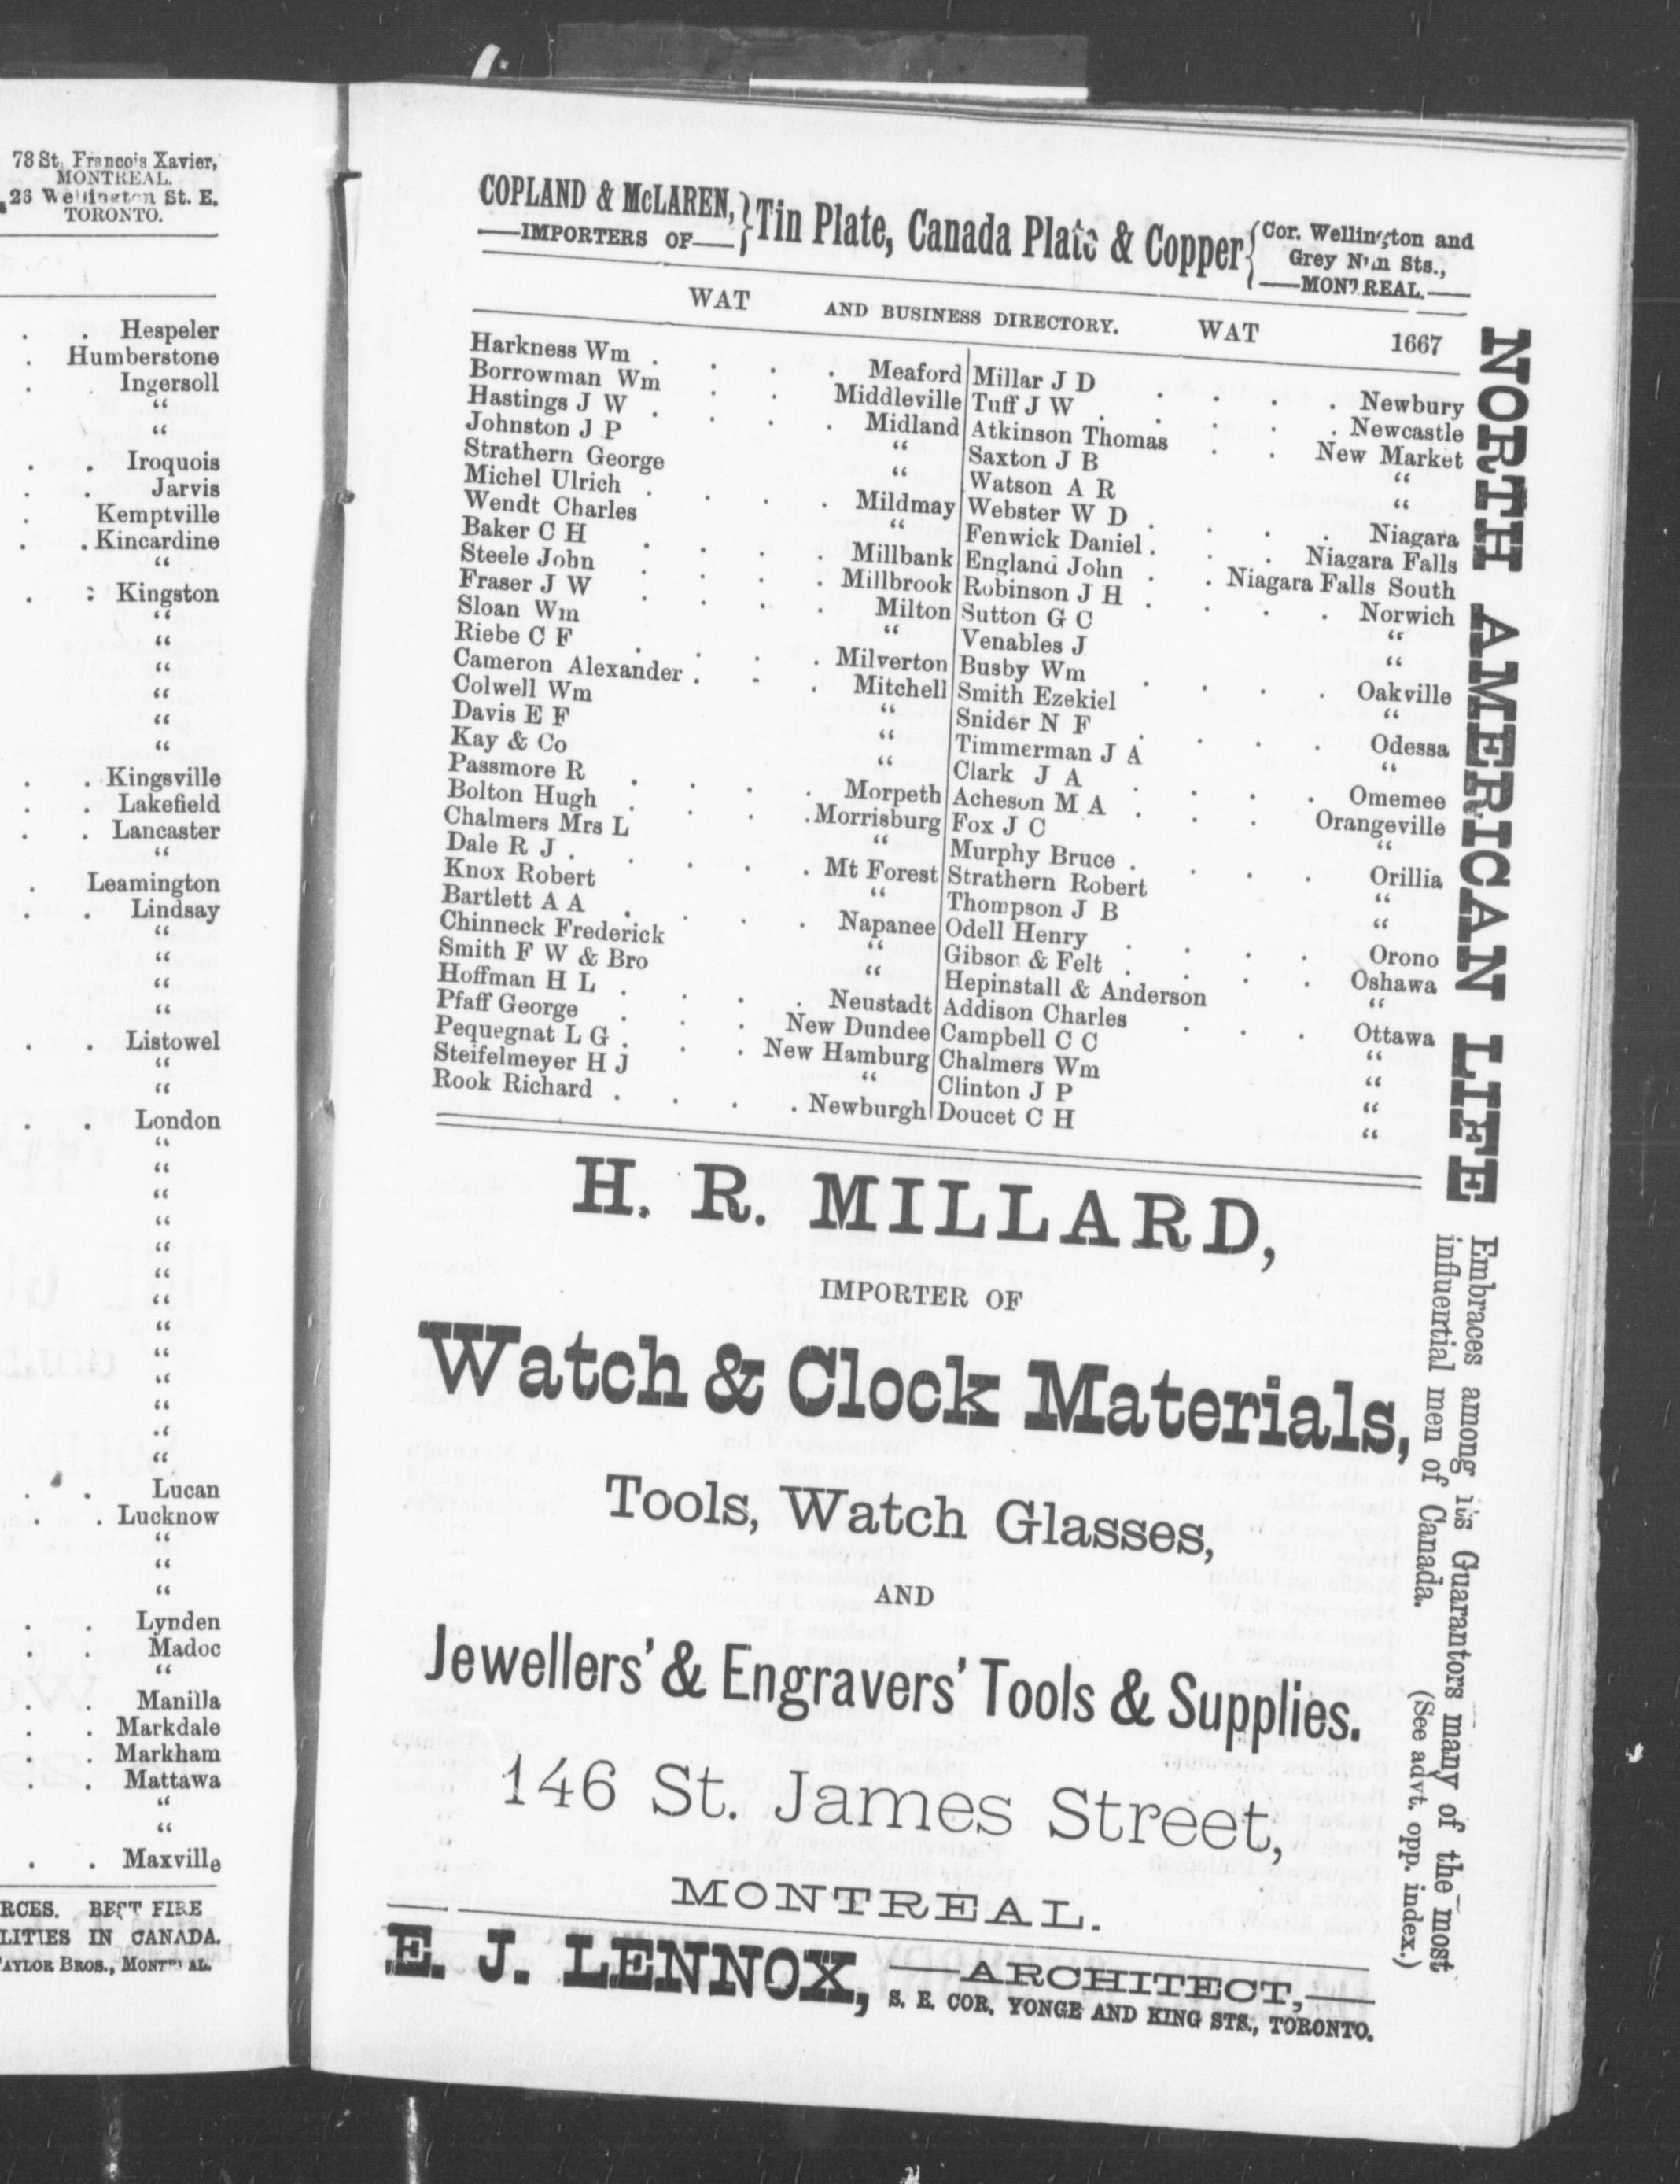 78 St. Francois Xavier,
MONTREAL.
26 Wellington St. E.
TORONTO.
. . Hespeler
. Humberstone
. Ingersoll
“
“
. . Iroquois
. . Jarvis
. Kemptville
. . Kincardine
“
. : Kingston
“
“
“
“
“
“
. . Kingsville
. . Lakefield
. . Lancaster
“
. Leamington
. . Lindsay
“
“
“
“
. . Listowel
“
“
. . London
“
“
“
“
“
“
“
“
“
“
“
“
“
. . Lucan
. . Lucknow
“
“
“
. . Lynden
. . Madoc
“
. . Manilla
. . Markdale
. . Markham
. . Mattawa
“
“
. . Maxville
RCES. BEST FIRE
LITIES IN CANADA.
TAYLOR BROS., MONTREAL.
COPLAND & McLAREN,
—IMPORTERS OF—
Tin Plate, Canada Plate & Copper
Cor. Wellington and
Grey Nun Sts.,
—MONTREAL.—
WAT AND BUSINESS DIRECTORY. WAT 1667
Harkness Wm . . . . Meaford
Borrowman Wm . . Middleville
Hastings J W . . . . Midland
Johnston J P “
Strathern George “
Michel Ulrich . . . . Mildmay
Wendt Charles “
Baker C H . . . . Millbank
Steele John . . . . Millbrook
Fraser J W . . . . Milton
Sloan Wm “
Riebe C F . . . . Milverton
Cameron Alexander . . . Mitchell
Colwell Wm “
Davis E F “
Kay & Co “
Passmore R . . . . Morpeth
Bolton Hugh . . . . Morrisburg
Chalmers Mrs L “
Dale R J . . . . . Mt Forest
Knox Robert “
Bartlett A A . . . . Napanee
Chinneck Frederick “
Smith F W & Bro “
Hoffman H L . . . . Neustadt
Pfaff George . . . New Dundee
Pequegnat L G . . . New Hamburg
Steifelmeyer H J “
Rook Richard . . . . Newburgh
Millar J D . . . . Newbury
Tuff J W . . . . Newcastle
Atkinson Thomas . . New Market
Saxton J B “
Watson A R “
Webster W D . . . . Niagara
Fenwick Daniel . . . Niagara Falls
England John . . Niagara Falls South
Robinson J H . . . . Norwich
Sutton G C “
Venables J “
Busby Wm . . . . Oakville
Smith Ezekiel “
Snider N F . . . . Odessa
Timmerman J A “
Clark J A . . . . Omemee
Acheson M A . . . Orangeville
Fox J C “
Murphy Bruce . . . . Orillia
Strathern Robert “
Thompson J B “
Odell Henry . . . . Orono
Gibson & Felt . . . . Oshawa
Hepinstall & Anderson “
Addison Charles . . . Ottawa
Campbell C C “
Chalmers Wm “
Clinton J P “
Doucet C H “
H. R. MILLARD,
IMPORTER OF
Watch & Clock Materials,
Tools, Watch Glasses,
AND
Jewellers’ & Engravers’ Tools & Supplies.
146 St. James Street,
MONTREAL.
E. J. LENNOX, —ARCHITECT,—
S. E. COR. YONGE AND KING STS., TORONTO.
NORTH AMERICAN LIFE
Embraces among its Guarantors many of the most
influential men of Canada. (See advt. opp. index.)